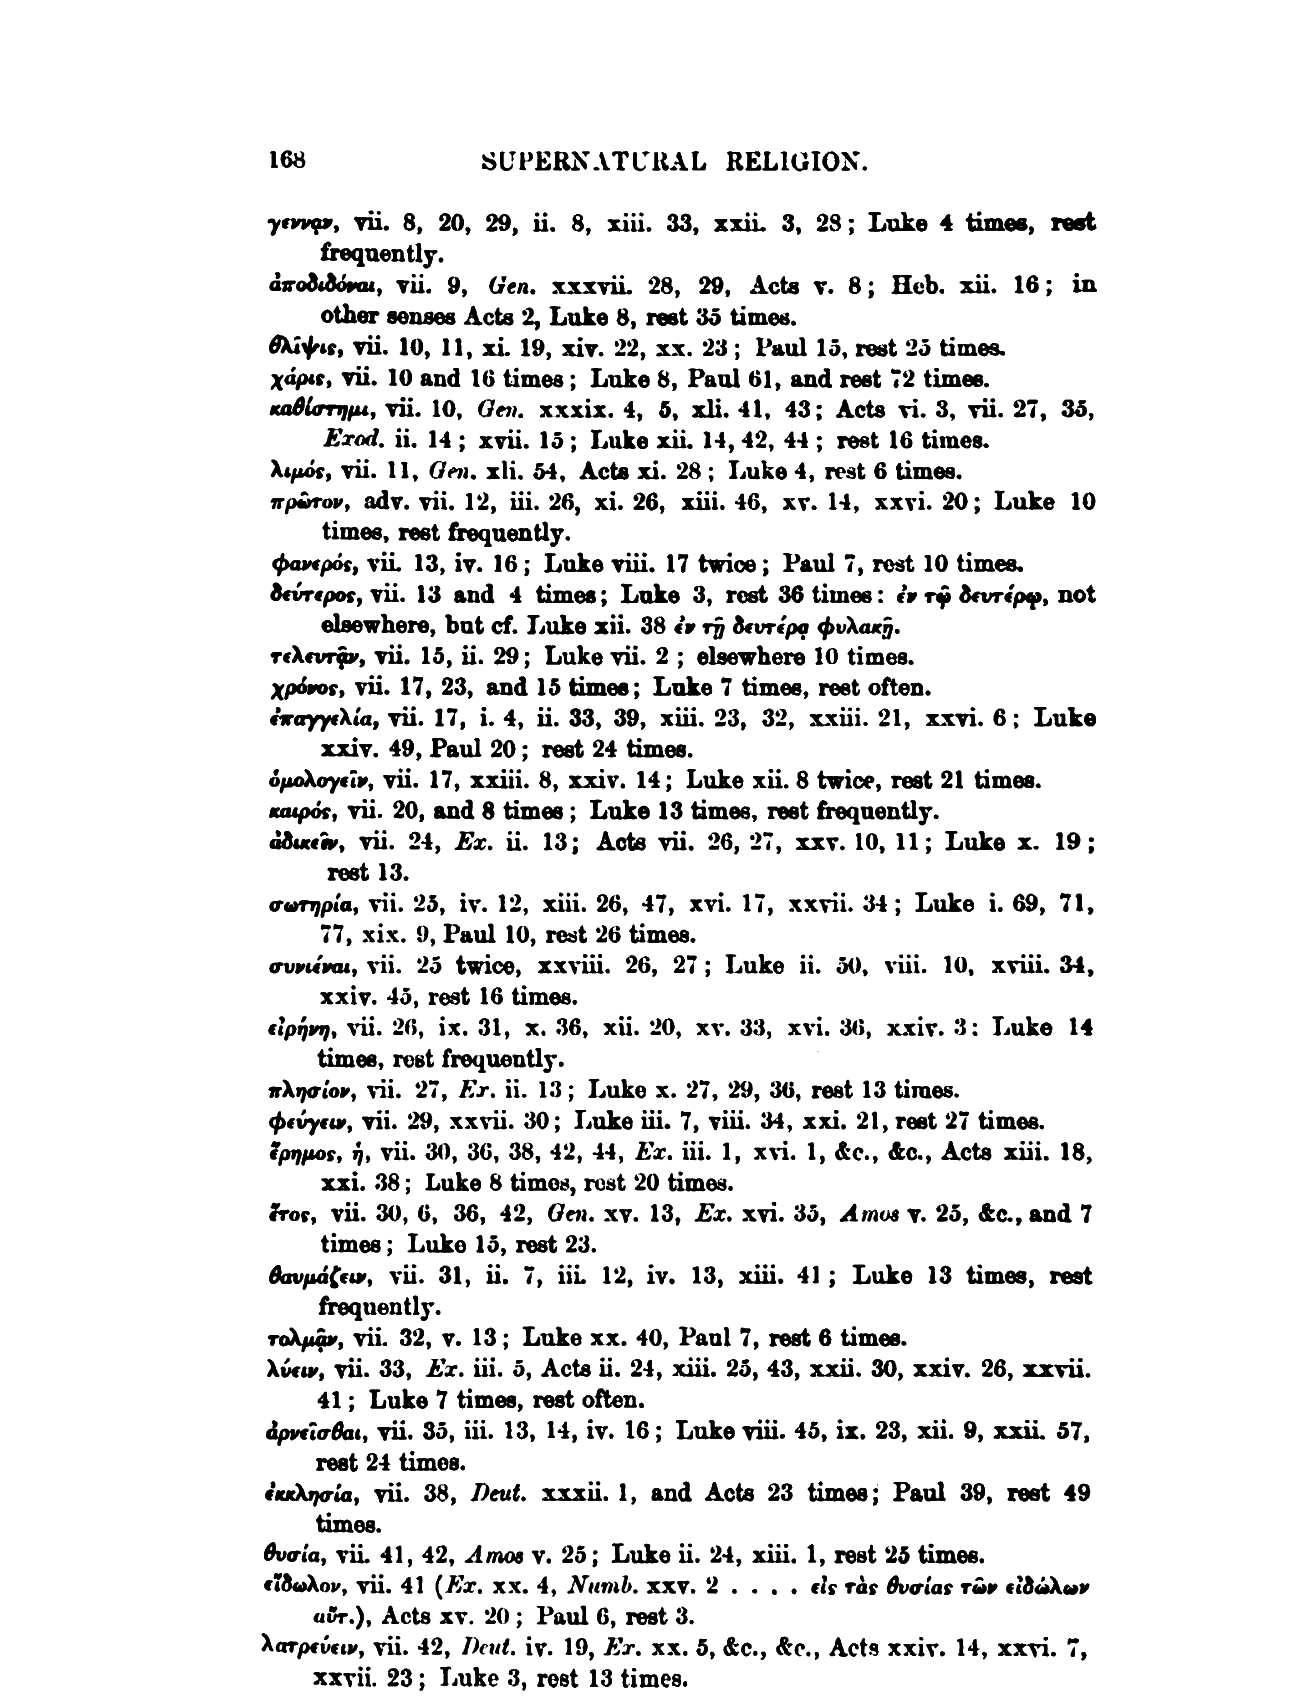 168 SUPERNATURAL RELIGION.
γεννᾳν, vii. 8, 20, 29, ii. 8, xiii. 33, xxii. 3, 28; Luke 4 times, rest
frequently.
ἀποδιδόναι, vii. 9, Gen. xxxvii. 28, 29, Acts v. 8; Heb. xii. 16; in
other senses Acts 2, Luke 8, rest 35 times.
θλῖψις, vii. 10, 11, xi. 19, xiv. 22, xx. 23; Paul 15, rest 25 times.
χάρις, vii. 10 and 16 times; Luke 8, Paul 61, and rest 72 times.
καθίστημι, vii. 10, Gen. xxxix. 4, 5, xli. 41, 43; Acts vi. 3, vii. 27, 35,
Exod. ii. 14; xvii. 15; Luke xii. 14, 42, 44; rest 16 times.
λιμός, vii. 11, Gen. xli. 54, Acts xi. 28; Luke 4, rest 6 times.
πρῶτον, adv. vii. 12, iii. 26, xi. 26, xiii. 46, xv. 14, xxvi. 20; Luke 10
times, rest frequently.
φανερός, vii. 13, iv. 16; Luke viii. 17 twice; Paul 7, rest 10 times.
δεύτερος, vii. 13 and 4 times; Luke 3, rest 36 times: ἐν τῷ δευτέρῳ, not
elsewhere, but cf. Luke xii. 38 ἐν τῇ δευτέρᾳ φυλακῇ.
τελευτᾷν, vii. 15, ii. 29; Luke vii. 2; elsewhere 10 times.
χρόνος, vii. 17, 23, and 15 times; Luke 7 times, rest often.
ἐπαγγελία, vii. 17, i. 4, ii. 33, 39, xiii. 23, 32, xxiii. 21, xxvi. 6; Luke
xxiv. 49, Paul 20; rest 24 times.
ὁμολογεῖν, vii. 17, xxiii. 8, xxiv. 14; Luke xii. 8 twice, rest 21 times.
καιρός, vii. 20, and 8 times; Luke 13 times, rest frequently.
ἀδικεῖν, vii. 24, Ex. ii. 13; Acts vii. 26, 27, xxv. 10, 11; Luke x. 19;
rest 13.
σωτηρία, vii. 25, iv. 12, xiii. 26, 47, xvi. 17, xxvii. 34; Luke i. 69, 71,
77, xix. 9, Paul 10, rest 26 times.
συνιέναι, vii. 25 twice, xxviii. 26, 27; Luke ii. 50, viii. 10, xviii. 34,
xxiv. 45, rest 16 times.
εἰρήνη, vii. 26, ix. 31, x. 36, xii. 20, xv. 33, xvi. 36, xxiv. 3: Luke 14
times, rest frequently.
πλησίον, vii. 27, Ex. ii. 13; Luke x. 27, 29, 36, rest 13 times.
φεύγειν, vii. 29, xxvii. 30; Luke iii. 7, viii. 34, xxi. 21, rest 27 times.
ἔρημος, ἡ, vii. 30, 36, 38, 42, 44, Ex. iii. 1, xvi. 1, &c., &c., Acts xiii. 18,
xxi. 38; Luke 8 times, rest 20 times.
ἔτος, vii. 30, 6, 36, 42, Gen. xv. 13, Ex. xvi. 35, Amos v. 25, &c., and 7
times; Luke 15, rest 23.
θαυμάζειν, vii. 31, ii. 7, iii. 12, iv. 13, xiii. 41; Luke 13 times, rest
frequently.
τολμᾷν, vii. 32, v. 13; Luke xx. 40, Paul 7, rest 6 times.
λύειν, vii. 33, Ex. iii. 5, Acts ii. 24, xiii. 25, 43, xxii. 30, xxiv. 26, xxvii.
41; Luke 7 times, rest often.
ἀρνεῖσθαι, vii. 35, iii. 13, 14, iv. 16; Luke viii. 45, ix. 23, xii. 9, xxii. 57,
rest 24 times.
ἐκκλησία, vii. 38, Deut. xxxii. 1, and Acts 23 times; Paul 39, rest 49
times.
θυσία, vii. 41, 42, Amos v. 25; Luke ii. 24, xiii. 1, rest 25 times.
εἴδωλον, vii. 41 (Ex. xx. 4, Numb. xxv. 2 . . . . εἰς τὰς θυσίας τῶν εἰδώλων
αὔτ.), Acts xv. 20; Paul 6, rest 3.
λατρεύειν, vii. 42, Deut. iv. 19, Ex. xx. 5, &c., &c., Acts xxiv. 14, xxvi. 7,
xxvii. 23; Luke 3, rest 13 times.